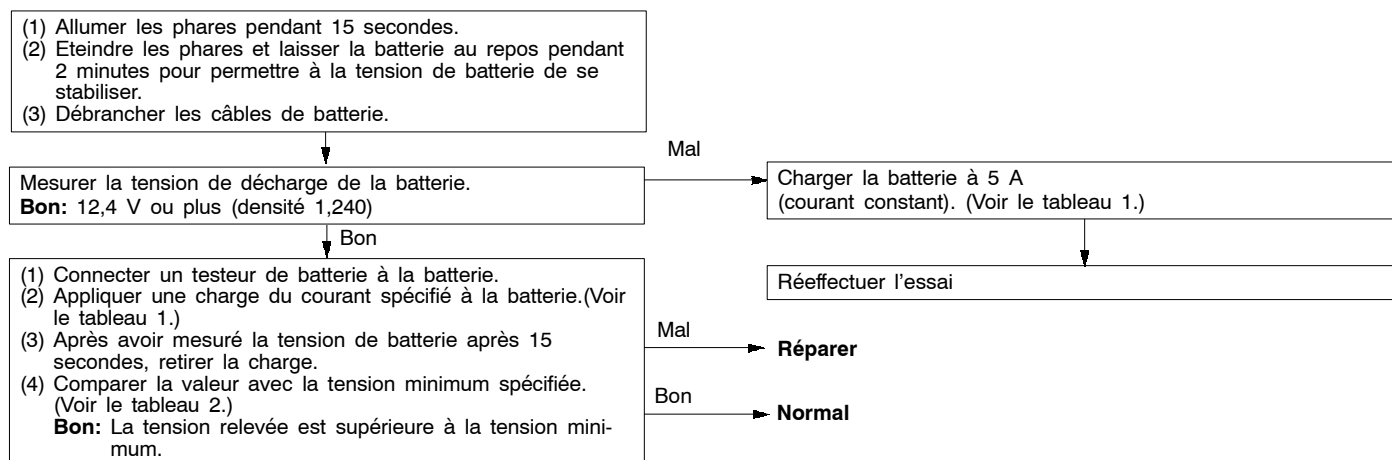 (1) Allumer les phares pendant 15 secondes.
(2) Eteindre les phares et laisser la batterie au repos pendant
2 minutes pour permettre à la tension de batterie de se
stabiliser.
(3) Débrancher les câbles de batterie.
Mal
Mesurer la tension de décharge de la batterie.
Bon: 12,4 V ou plus (densité 1,240)
Charger la batterie à 5 A
(courant constant). (Voir le tableau 1.)
Bon
Réeffectuer l'essai
(1) Connecter un testeur de batterie à la batterie.
(2) Appliquer une charge du courant spécifié à la batterie.(Voir
le tableau 1.)
(3) Après avoir mesuré la tension de batterie après 15
secondes, retirer la charge.
(4) Comparer la valeur avec la tension minimum spécifiée.
(Voir le tableau 2.)
Bon: La tension relevée est supérieure à la tension mini-
mum.
Mal
Réparer
Bon
Normal